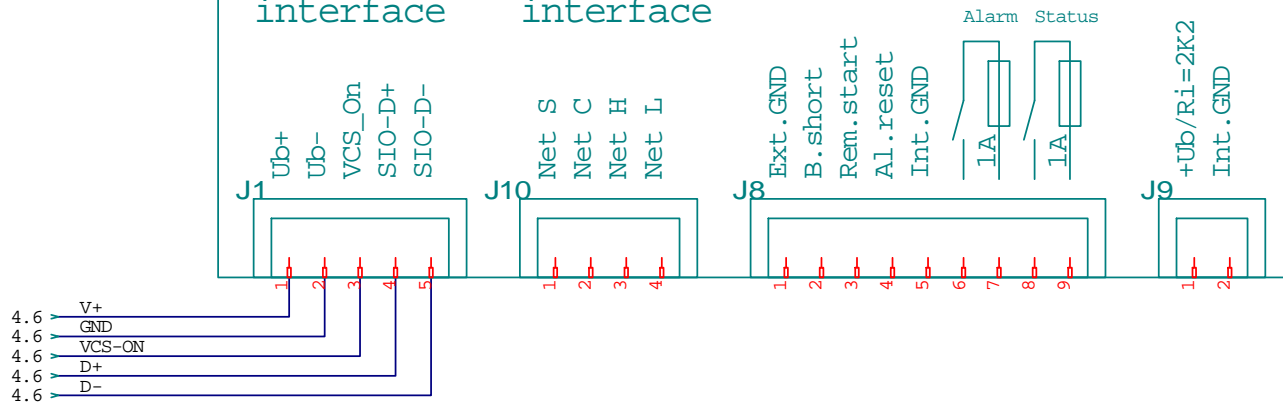 interface interface
Alarm Status
Ub+
Ub-
VCS_On
SIO-D+
SIO-D-
Net S
Net C
Net H
Net L
Ext.GND
B.short
Rem.start
Al.reset
Int.GND
1A
1A
+Ub/Ri=2K2
Int.GND
J1 J10 J8 J9
1 2 3 4 5 1 2 3 4 1 2 3 4 5 6 7 8 9 1 2
4.6 V+
4.6 GND
4.6 VCS-ON
4.6 D+
4.6 D-